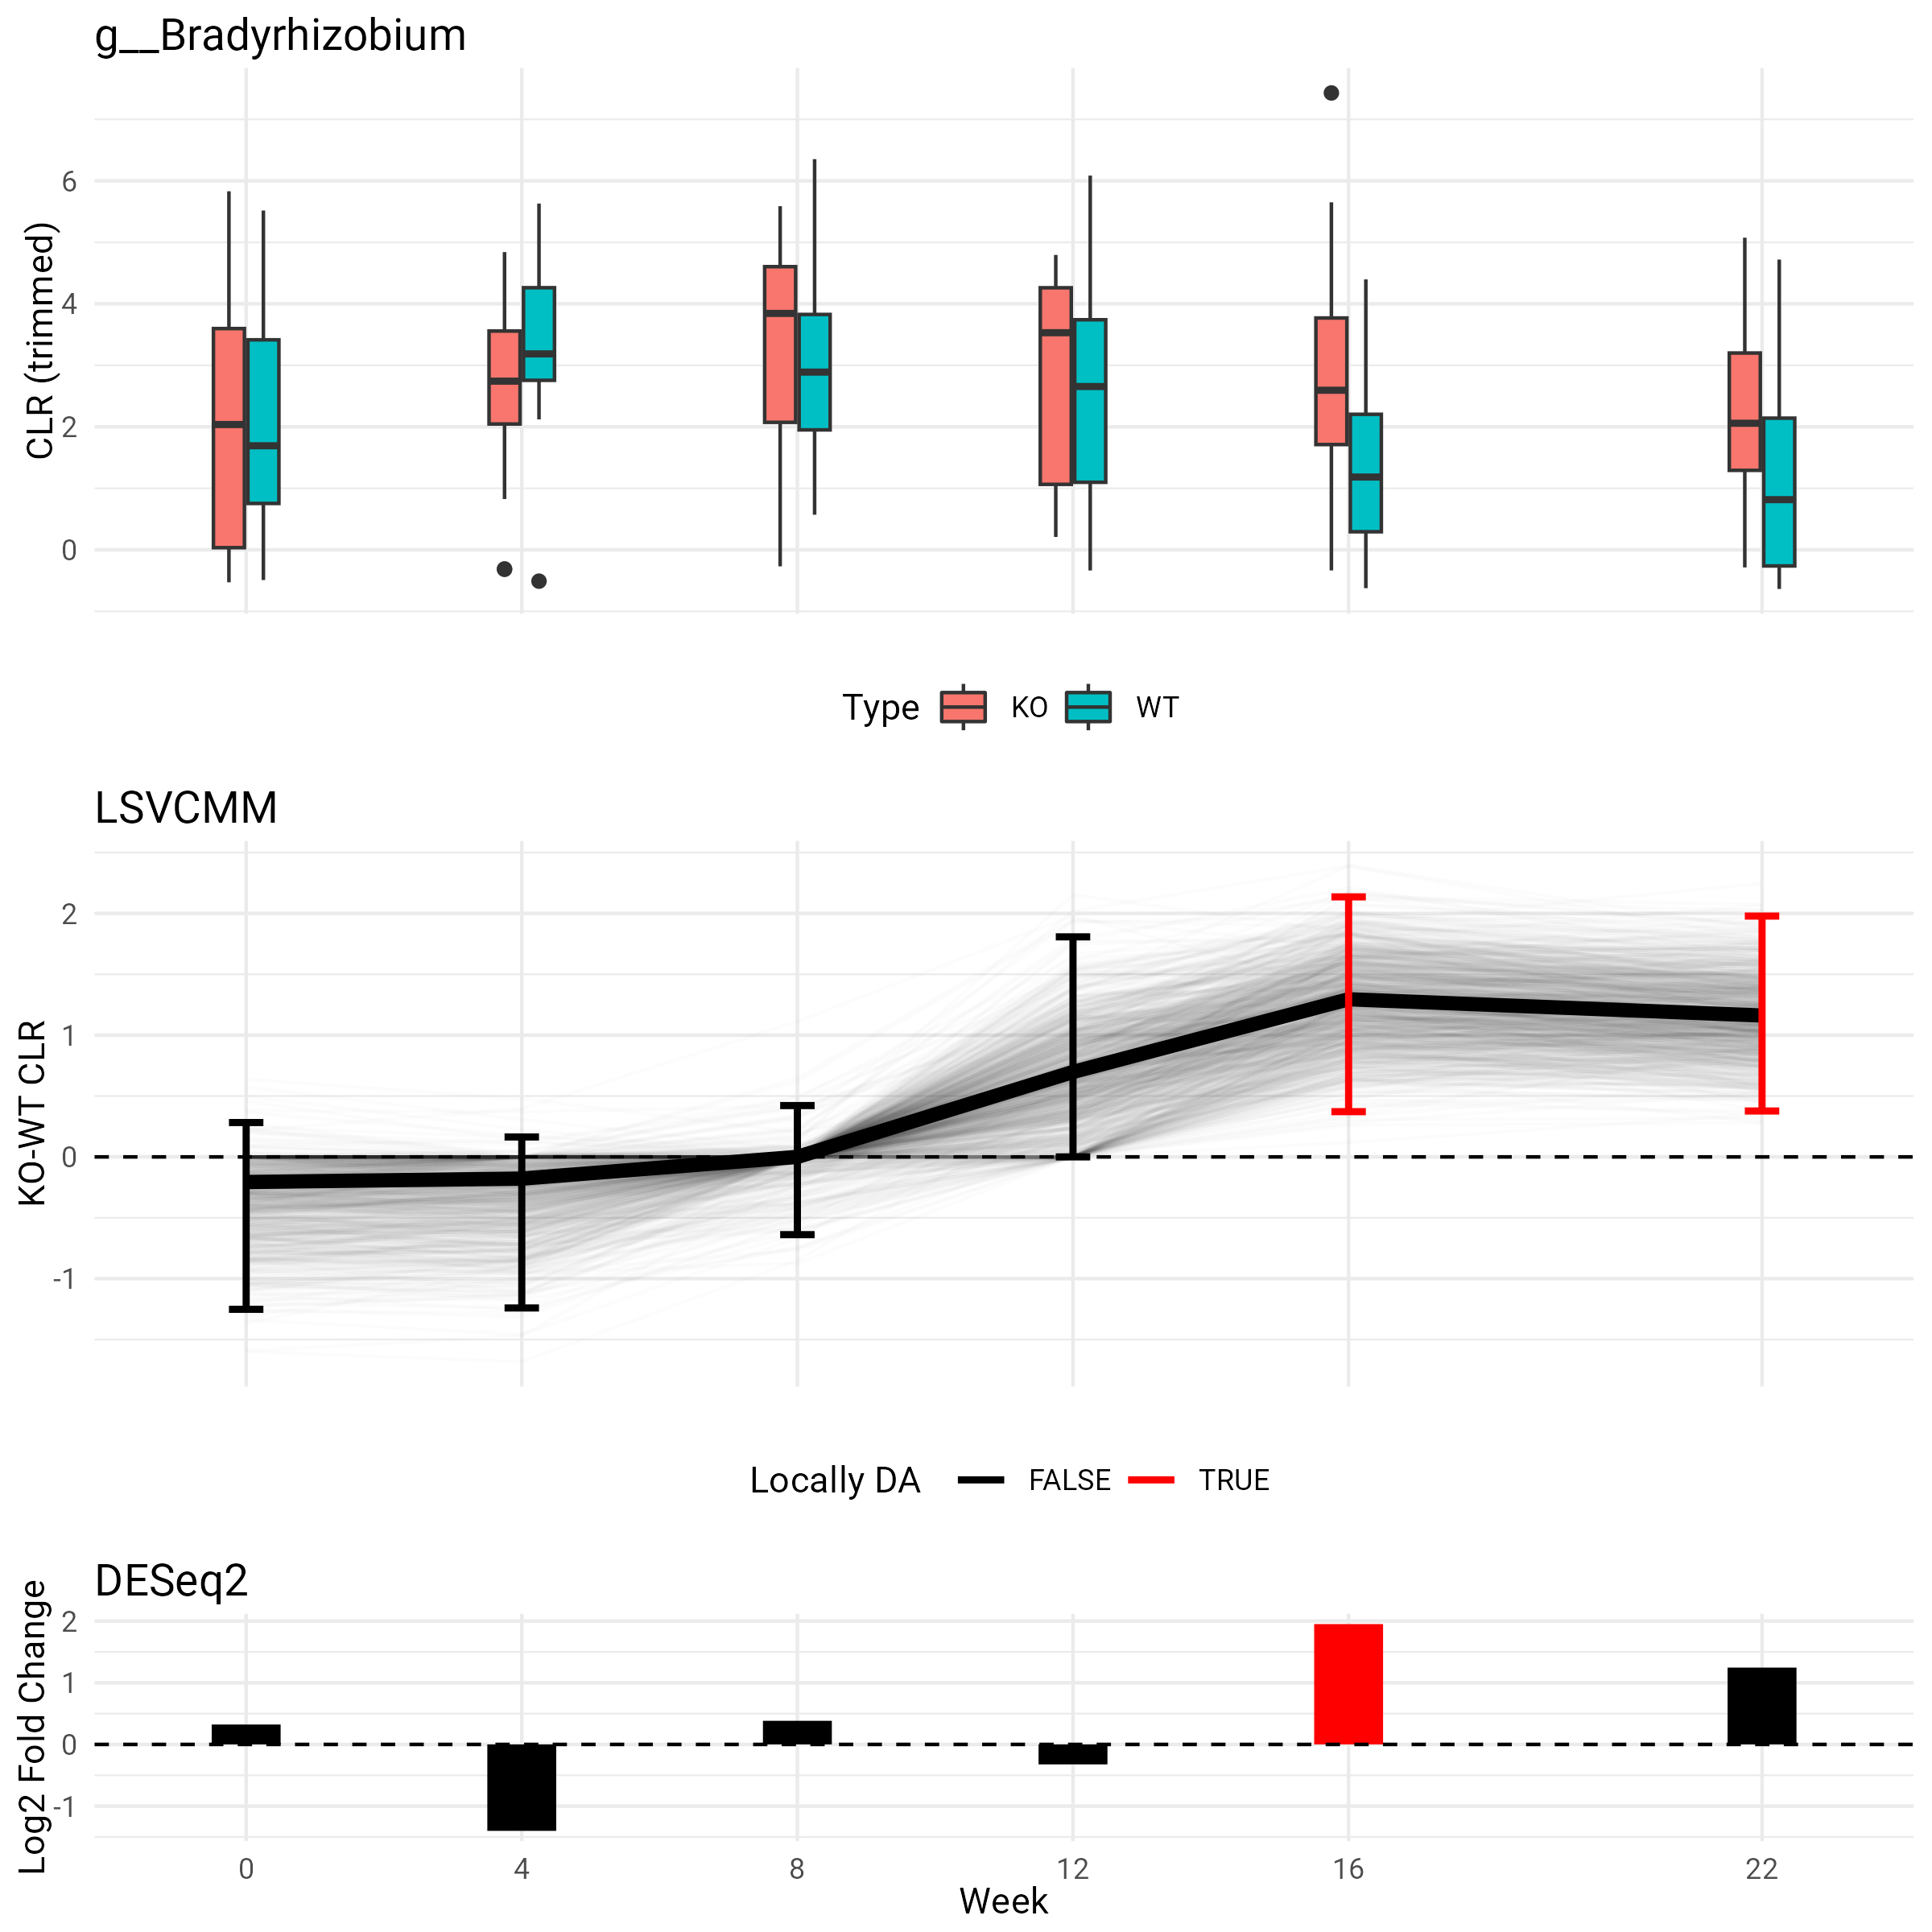 g__Bradyrhizobium
CLR (trimmed)
6
4
2
0
Type KO WT
LSVCMM
KO-WT CLR
2
1
0
-1
Locally DA FALSE TRUE
DESeq2
Log2 Fold Change
2
1
0
-1
0 4 8 12 16 22
Week